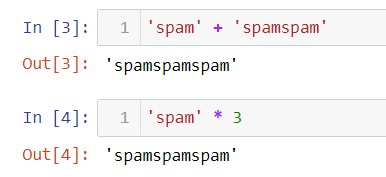 In [3]: 1 'spam' + 'spamspam'
Out[3]: 'spamspamspam'
In [4]: 1 'spam' * 3
Out[4]: 'spamspamspam'